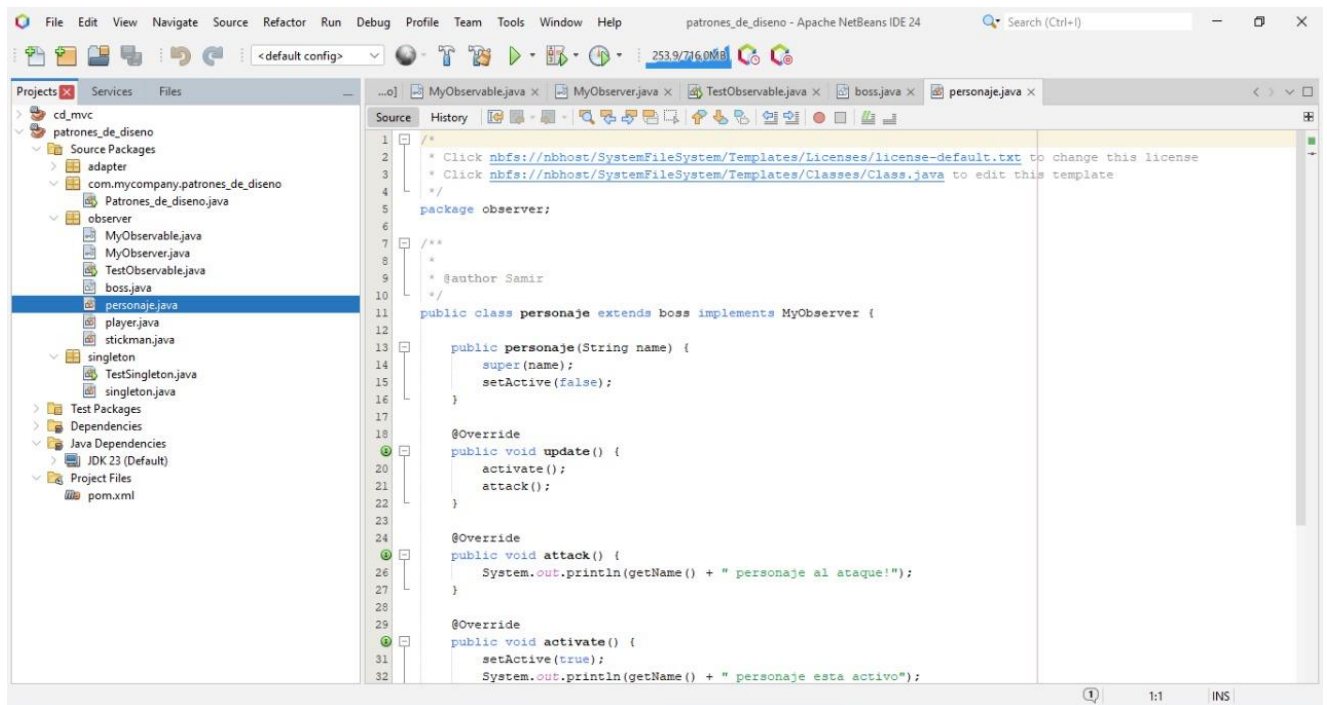 File Edit View Navigate Source Refactor Run Debug Profile Team Tools Window Help patrones_de_diseno - Apache NetBeans IDE 24 Search (Ctrl+I)
<default config> 253.9/716.0MB
Projects Services Files
cd_mvc
patrones_de_diseno
Source Packages
adapter
com.mycompany.patrones_de_diseno
Patrones_de_diseno.java
observer
MyObservable.java
MyObserver.java
TestObservable.java
boss.java
personaje.java
player.java
stickman.java
singleton
TestSingleton.java
singleton.java
Test Packages
Dependencies
Java Dependencies
JDK 23 (Default)
Project Files
pom.xml
...o] MyObservable.java MyObserver.java TestObservable.java boss.java personaje.java
Source History
1 /*
2 * Click nbfs://nbhost/SystemFileSystem/Templates/Licenses/license-default.txt to change this license
3 * Click nbfs://nbhost/SystemFileSystem/Templates/Classes/Class.java to edit this template
4 */
5 package observer;
6
7 /**
8 *
9 * @author Samir
10 */
11 public class personaje extends boss implements MyObserver {
12
13 public personaje(String name) {
14 super(name);
15 setActive(false);
16 }
17
18 @Override
public void update() {
20 activate();
21 attack();
22 }
23
24 @Override
public void attack() {
26 System.out.println(getName() + " personaje al ataque!");
27 }
28
29 @Override
public void activate() {
31 setActive(true);
32 System.out.println(getName() + " personaje esta activo");
1 1:1 INS